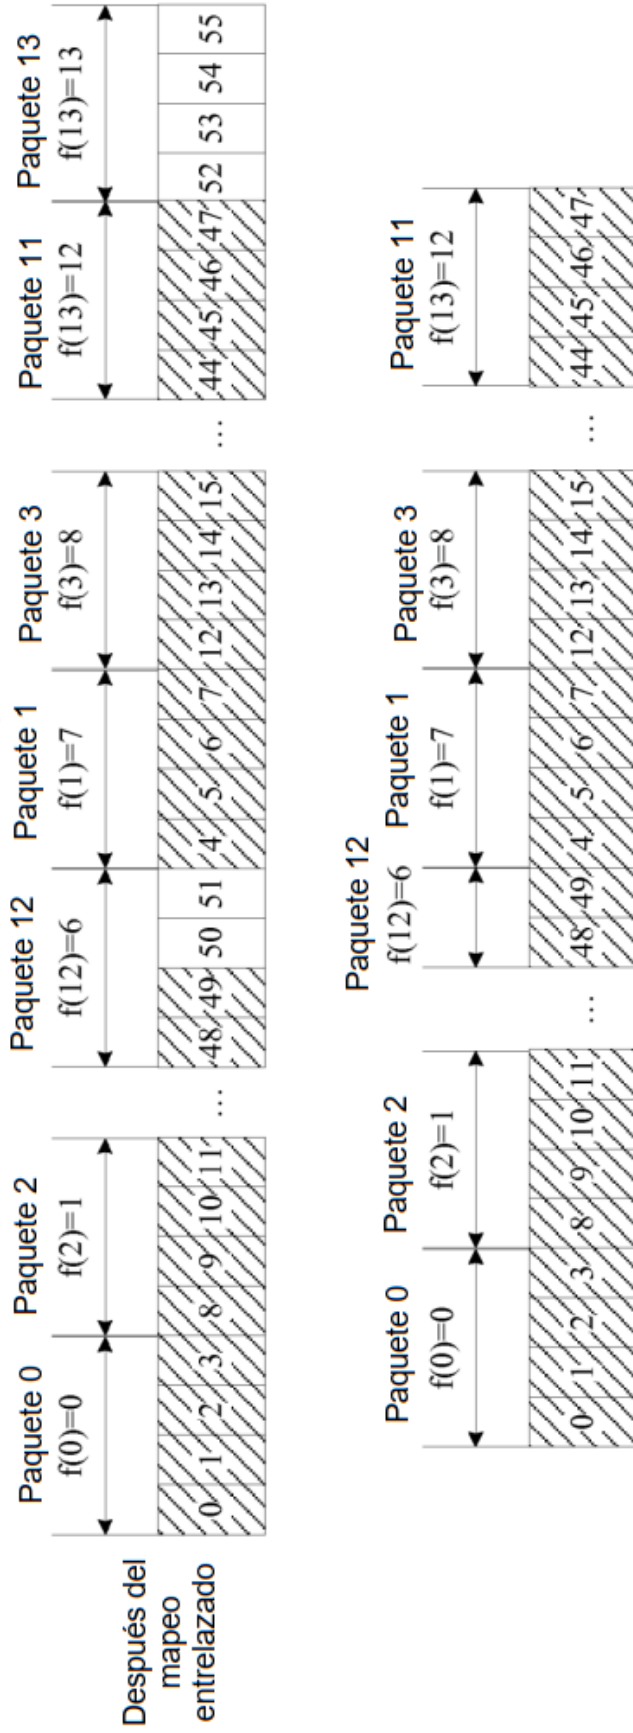 Paquete 0
Paquete 2
Paquete 12
Paquete 1
Paquete 3
Paquete 11
Paquete 13
f(0)=0
f(2)=1
f(12)=6
f(1)=7
f(3)=8
f(13)=12
f(13)=13
Después del
mapeo
entrelazado
0 1 2 3 8 9 10 11 ... 48 49 50 51 4 5 6 7 12 13 14 15 ... 44 45 46 47 52 53 54 55
Paquete 12
Paquete 0
Paquete 2
f(12)=6
Paquete 1
Paquete 3
Paquete 11
f(0)=0
f(2)=1
f(1)=7
f(3)=8
f(13)=12
0 1 2 3 8 9 10 11 ... 48 49 4 5 6 7 12 13 14 15 ... 44 45 46 47